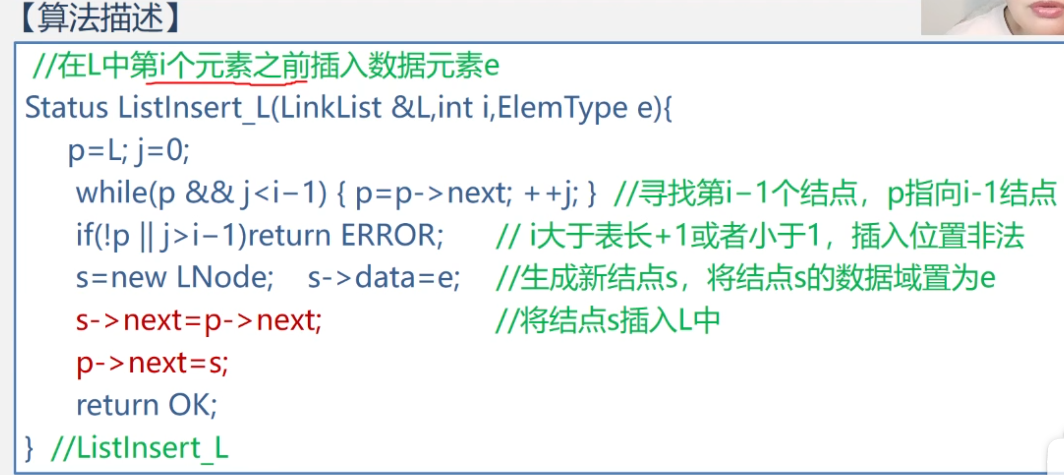 【算法描述】
//在L中第i个元素之前插入数据元素e
Status ListInsert_L(LinkList &L,int i,ElemType e){
p=L; j=0;
while(p && j<i−1) { p=p->next; ++j; } //寻找第i−1个结点，p指向i-1结点
if(!p || j>i−1)return ERROR; // i大于表长+1或者小于1，插入位置非法
s=new LNode; s->data=e; //生成新结点s，将结点s的数据域置为e
s->next=p->next; //将结点s插入L中
p->next=s;
return OK;
} //ListInsert_L